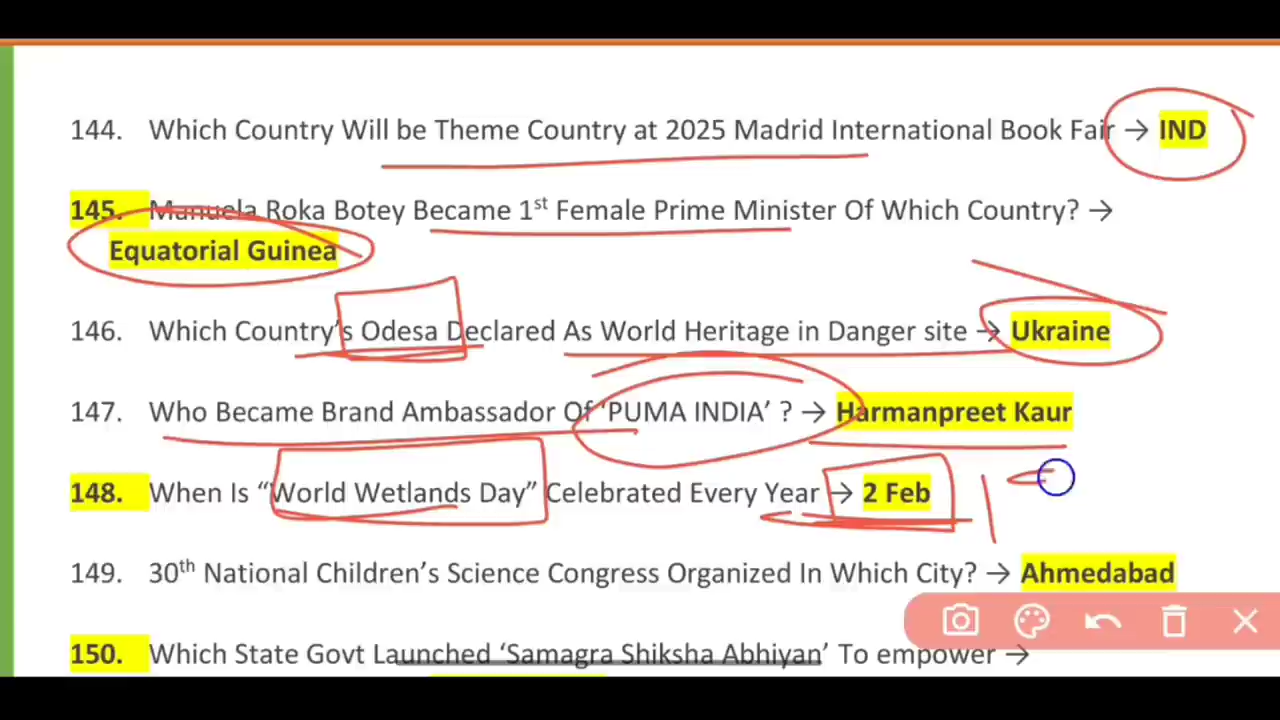 144. Which Country Will be Theme Country at 2025 Madrid International Book Fair → IND
145. Manuela Roka Botey Became 1st Female Prime Minister Of Which Country? →
Equatorial Guinea
146. Which Country's Odesa Declared As World Heritage in Danger site → Ukraine
147. Who Became Brand Ambassador Of 'PUMA INDIA' ? → Harmanpreet Kaur
148. When Is “World Wetlands Day” Celebrated Every Year → 2 Feb
149. 30th National Children's Science Congress Organized In Which City? → Ahmedabad
150. Which State Govt Launched ‘Samagra Shiksha Abhiyan’ To empower →